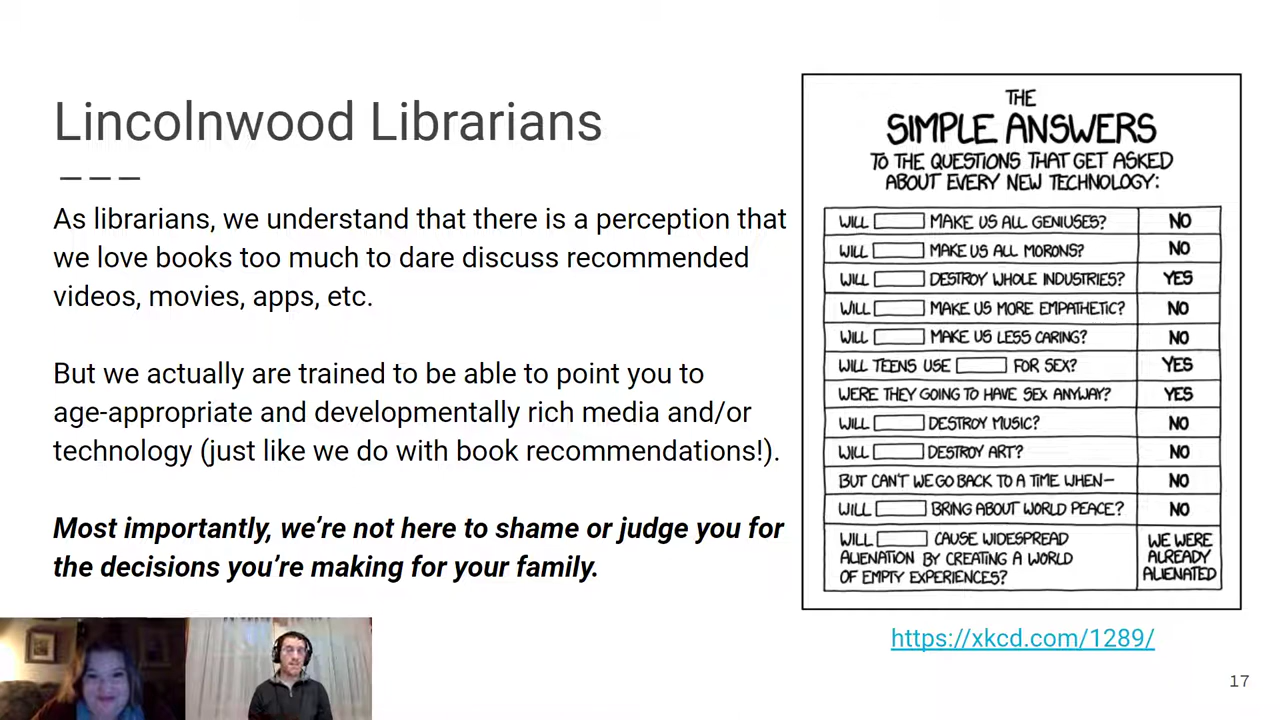 Lincolnwood Librarians
As librarians, we understand that there is a perception that
we love books too much to dare discuss recommended
videos, movies, apps, etc.
But we actually are trained to be able to point you to
age-appropriate and developmentally rich media and/or
technology (just like we do with book recommendations!).
Most importantly, we’re not here to shame or judge you for
the decisions you’re making for your family.
THE
SIMPLE ANSWERS
TO THE QUESTIONS THAT GET ASKED
ABOUT EVERY NEW TECHNOLOGY:
WILL MAKE US ALL GENIUSES? NO
WILL MAKE US ALL MORONS? NO
WILL DESTROY WHOLE INDUSTRIES? YES
WILL MAKE US MORE EMPATHETIC? NO
WILL MAKE US LESS CARING? NO
WILL TEENS USE FOR SEX? YES
WERE THEY GOING TO HAVE SEX ANYWAY? YES
WILL DESTROY MUSIC? NO
WILL DESTROY ART? NO
BUT CAN'T WE GO BACK TO A TIME WHEN— NO
WILL BRING ABOUT WORLD PEACE? NO
WILL CAUSE WIDESPREAD
ALIENATION BY CREATING A WORLD
OF EMPTY EXPERIENCES?
WE WERE
ALREADY
ALIENATED
https://xkcd.com/1289/
17